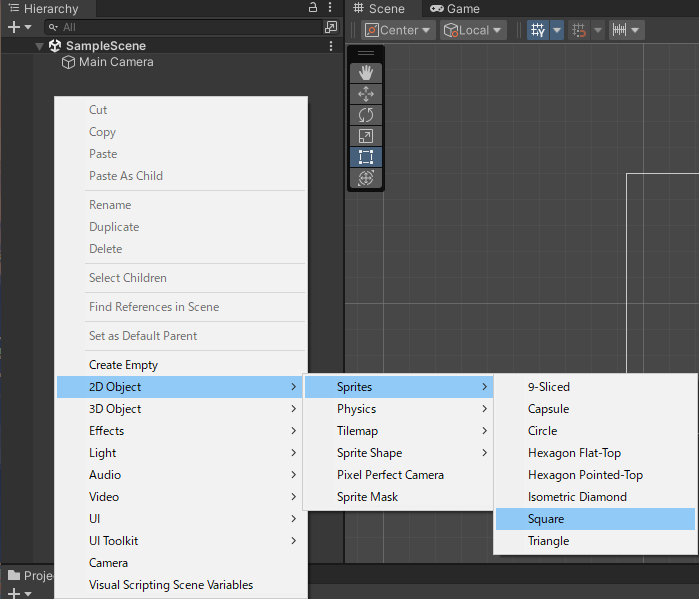 Hierarchy
Scene
Game
All
Center
Local
SampleScene
Main Camera
Cut
Copy
Paste
Paste As Child
Rename
Duplicate
Delete
Select Children
Find References in Scene
Set as Default Parent
Create Empty
2D Object
3D Object
Effects
Light
Audio
Video
UI
UI Toolkit
Camera
Visual Scripting Scene Variables
Sprites
Physics
Tilemap
Sprite Shape
Pixel Perfect Camera
Sprite Mask
9-Sliced
Capsule
Circle
Hexagon Flat-Top
Hexagon Pointed-Top
Isometric Diamond
Square
Triangle
Proje